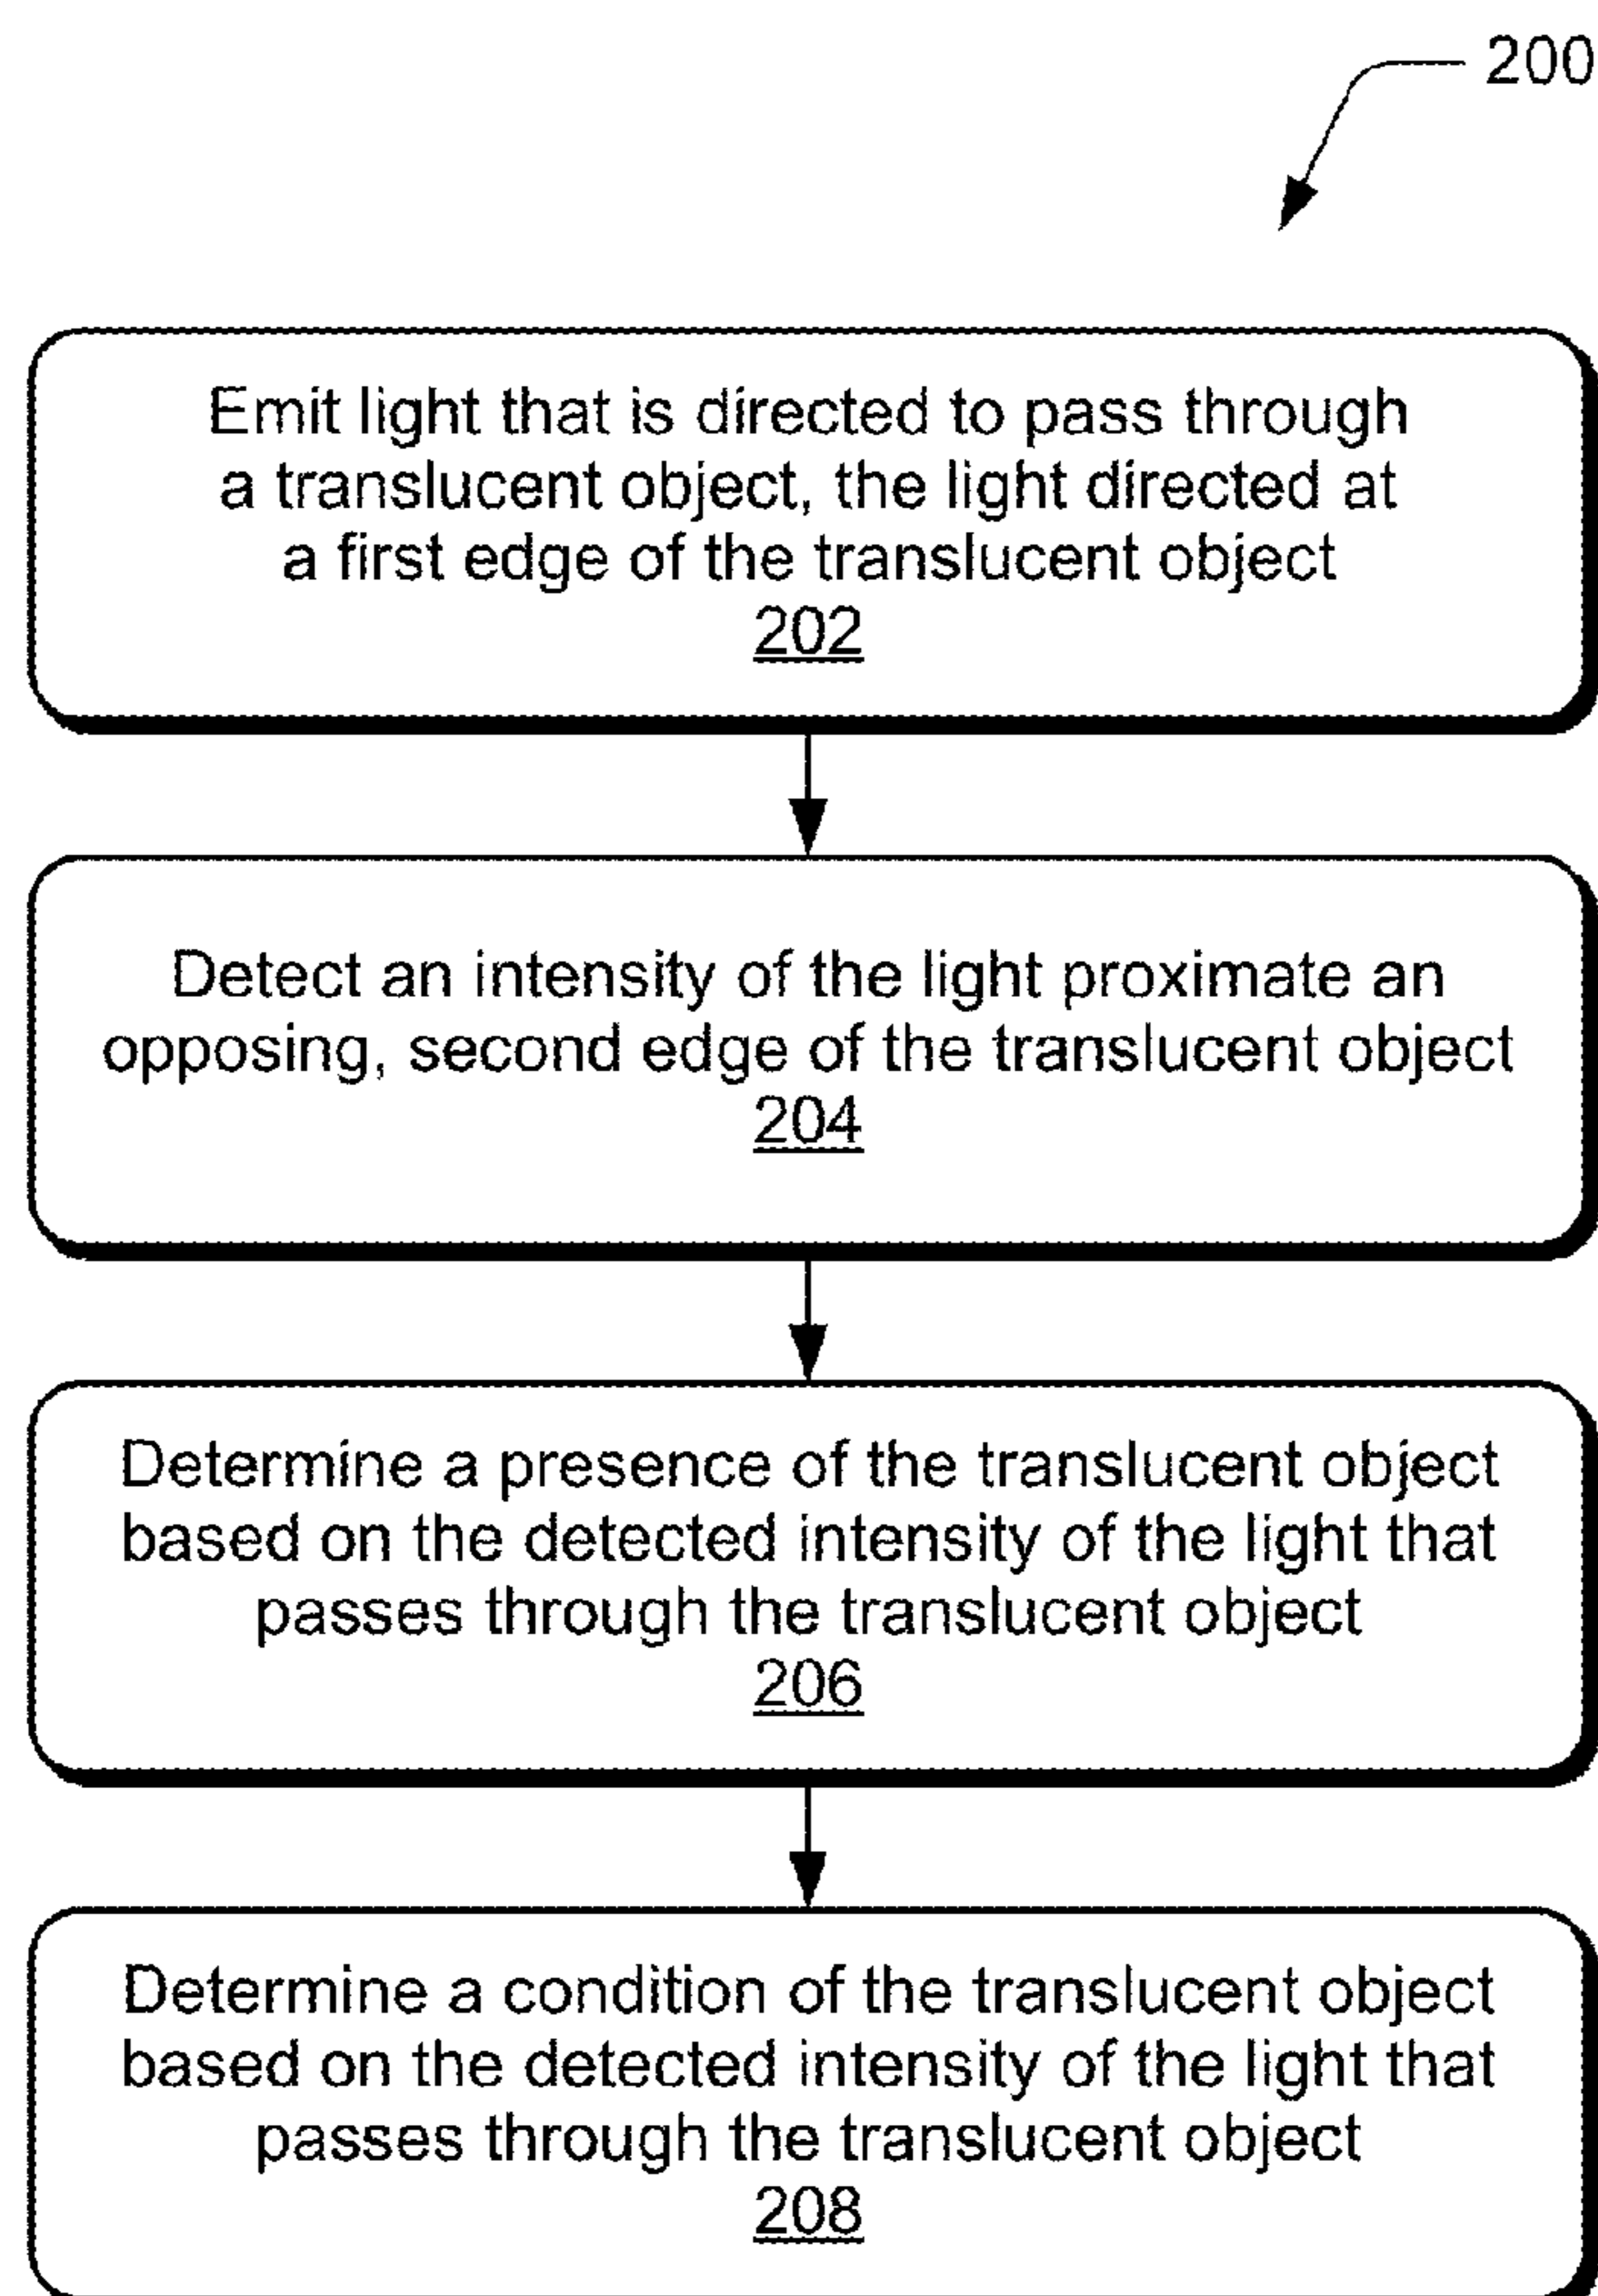 200
Emit light that is directed to pass through
a translucent object, the light directed at
a first edge of the translucent object
202
Detect an intensity of the light proximate an
opposing, second edge of the translucent object
204
Determine a presence of the translucent object
based on the detected intensity of the light that
passes through the translucent object
206
Determine a condition of the translucent object
based on the detected intensity of the light that
passes through the translucent object
208